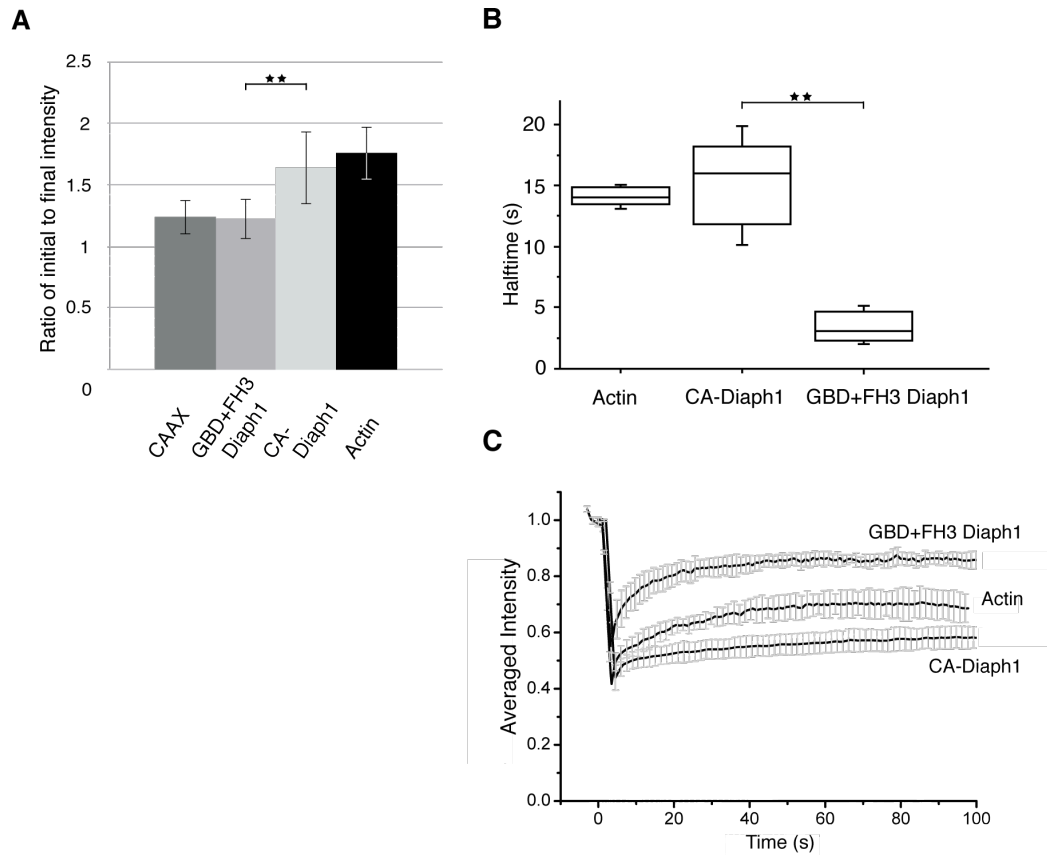 A
2.5
2
1.5
1
0.5
0
Ratio of initial to final intensity
★★
CAAX
GBD+FH3
Diaph1
CA-
Diaph1
Actin
B
20
15
10
5
0
Halftime (s)
★★
Actin
CA-Diaph1
GBD+FH3 Diaph1
C
1.0
0.8
0.6
0.4
0.2
0.0
Averaged Intensity
GBD+FH3 Diaph1
Actin
CA-Diaph1
0
20
40
60
80
100
Time (s)